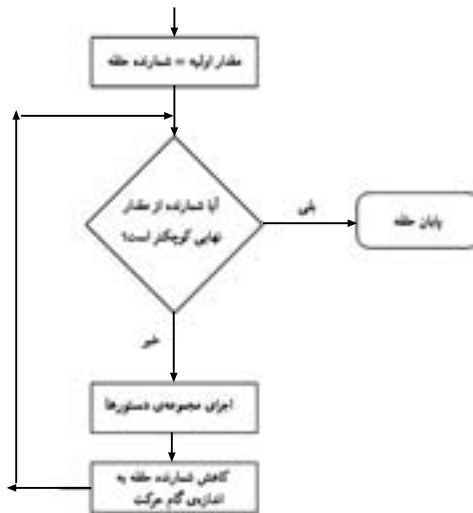 مقدار اولیه = شمارنده حلقه
آیا شمارنده از مقدار
نهایی کوچکتر است؟
بلی
پایان حلقه
خیر
اجرای مجموعه‌ی دستورها
کاهش شمارنده حلقه به
اندازه‌ی گام حرکت